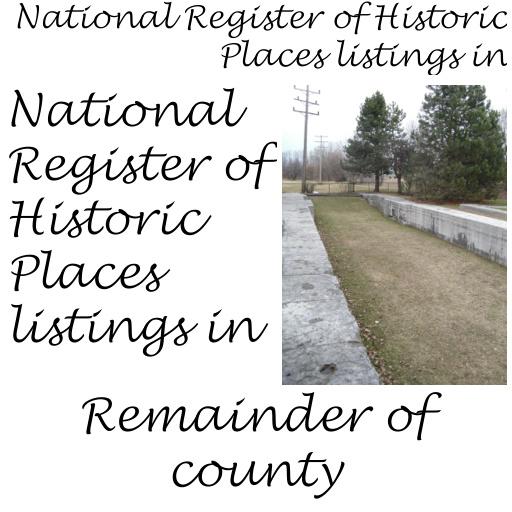 National Register of Historic
Places listings in
National
Register of
Historic
Places
listings in
Remainder of
county